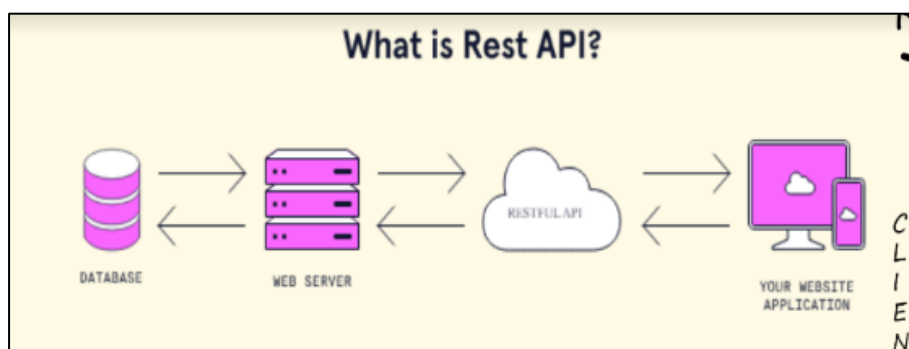 What is Rest API?
RESTFUL API
DATABASE
WEB SERVER
YOUR WEBSITE
APPLICATION
C
L
I
E
N